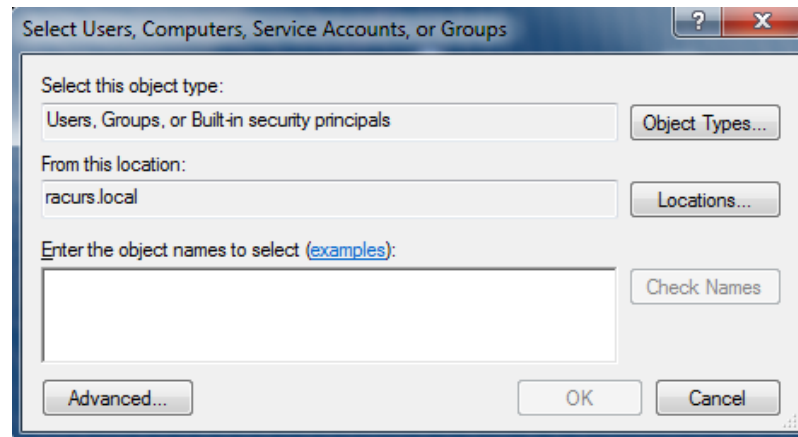 Select Users, Computers, Service Accounts, or Groups
? X
Select this object type:
Users, Groups, or Built-in security principals
Object Types...
From this location:
racurs.local
Locations...
Enter the object names to select (examples):
Check Names
Advanced...
OK
Cancel